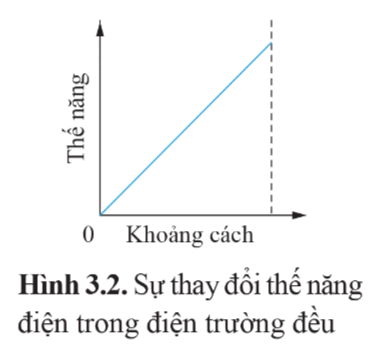 Thế năng
0 Khoảng cách
Hình 3.2. Sự thay đổi thế năng
điện trong điện trường đều